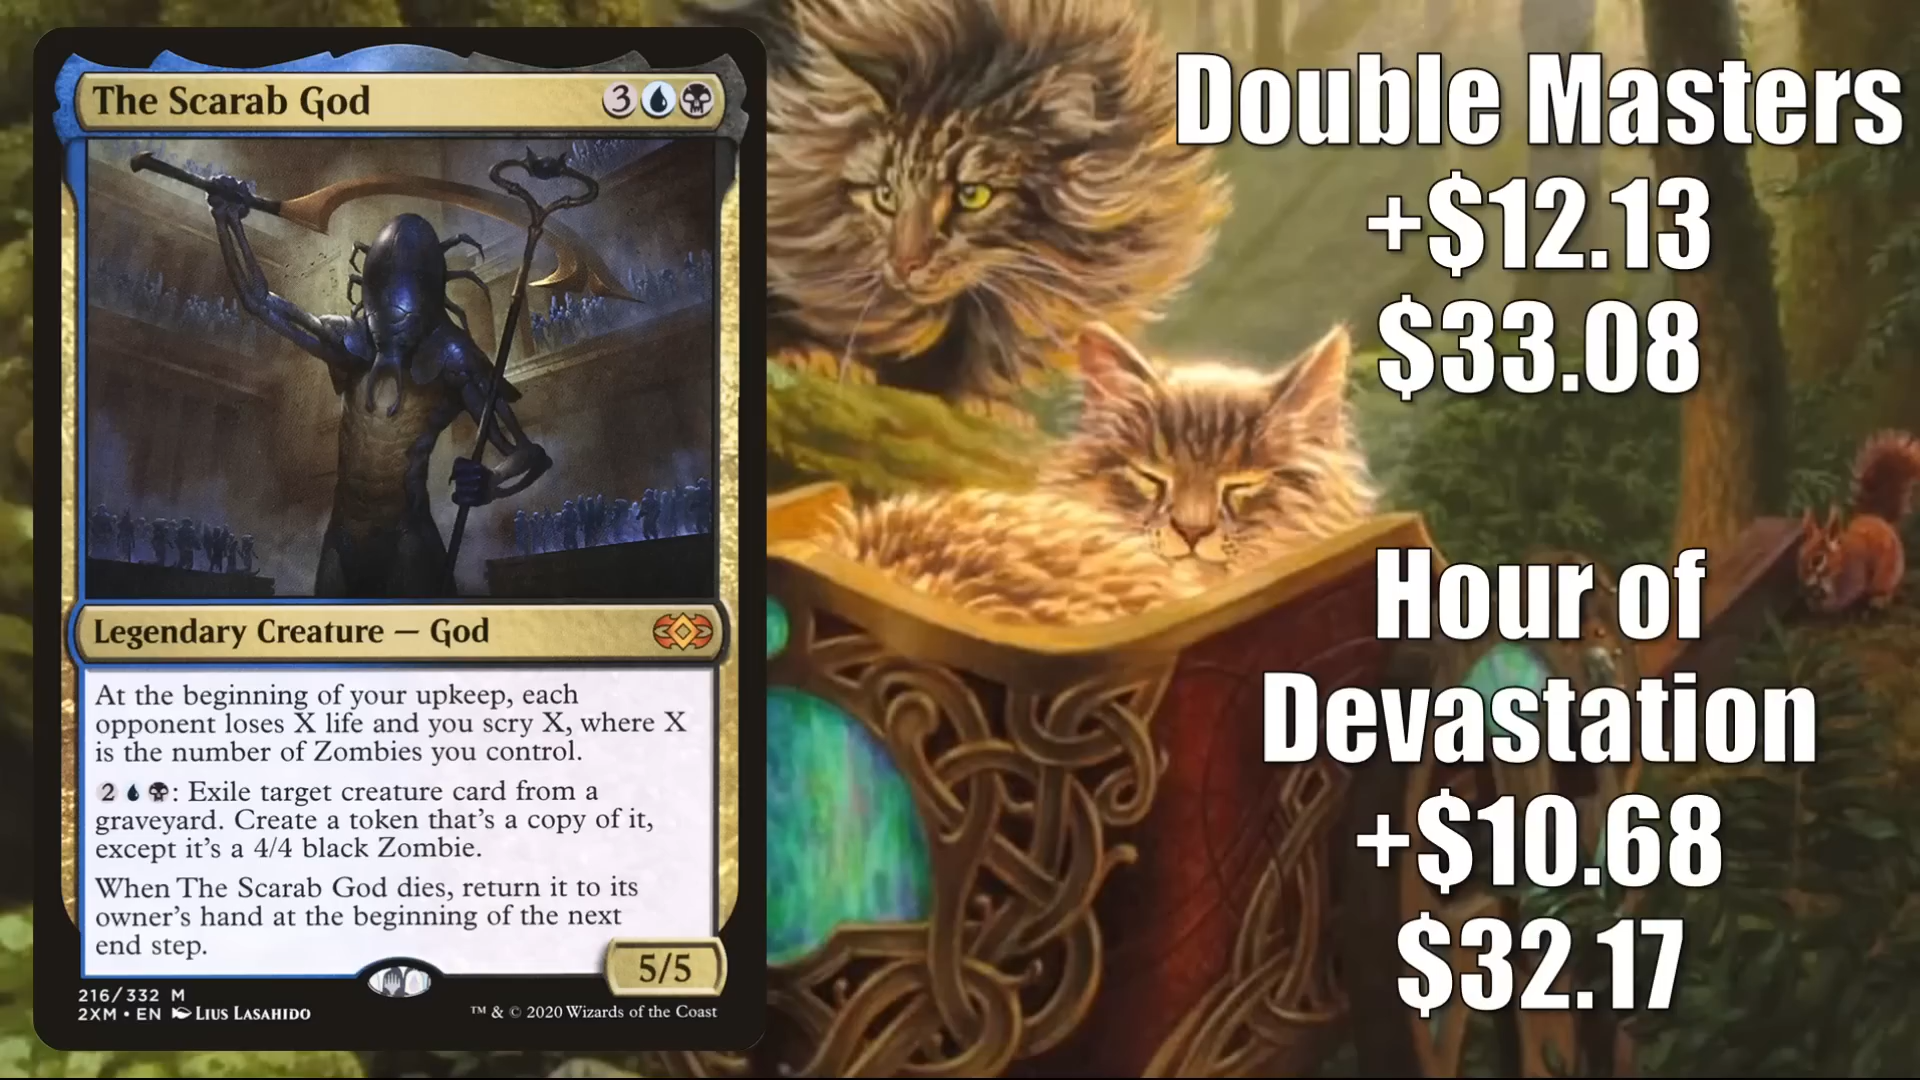 The Scarab God
3
Legendary Creature — God
At the beginning of your upkeep, each
opponent loses X life and you scry X, where X
is the number of Zombies you control.
2 : Exile target creature card from a
graveyard. Create a token that's a copy of it,
except it's a 4/4 black Zombie.
When The Scarab God dies, return it to its
owner's hand at the beginning of the next
end step.
5/5
216/332 M
2XM • EN LIUS LASAHIDO
™ & © 2020 Wizards of the Coast
Double Masters
+$12.13
$33.08
Hour of
Devastation
+$10.68
$32.17